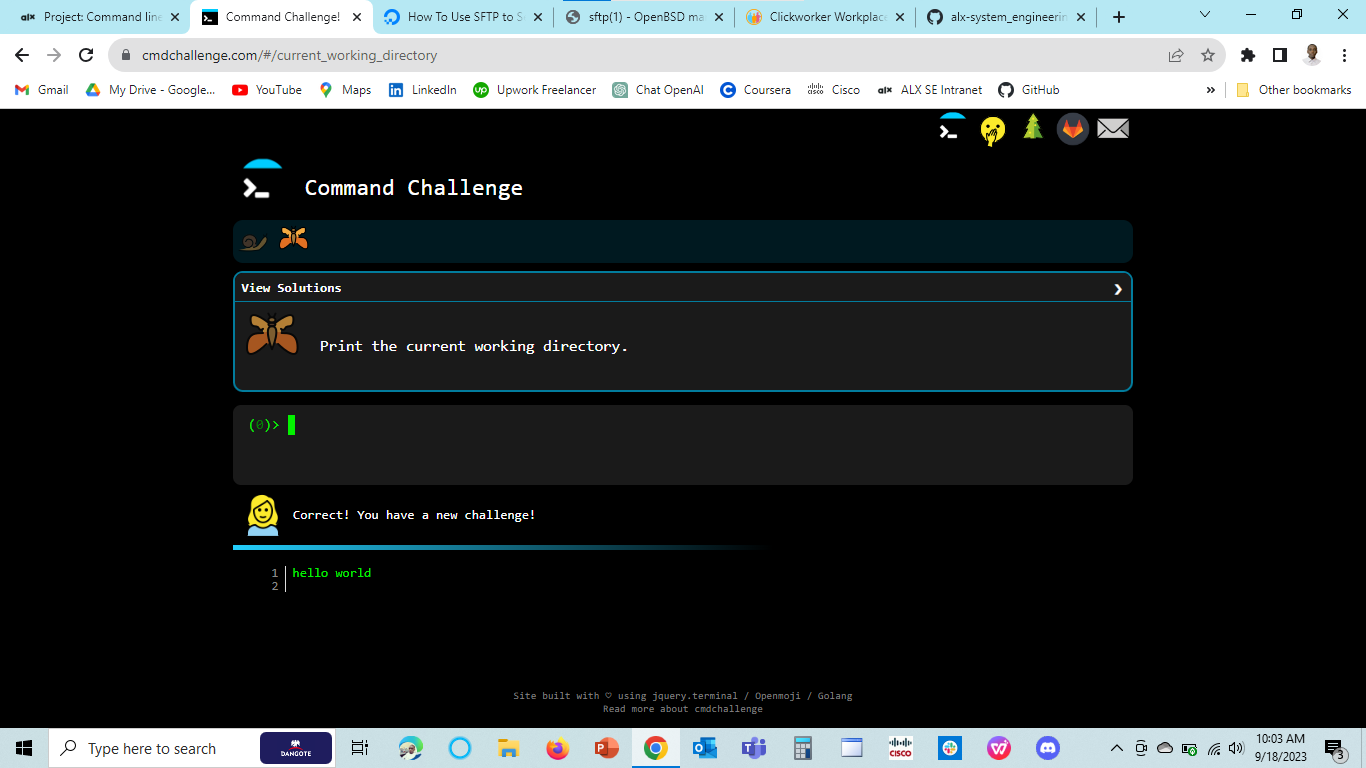 Project: Command line
Command Challenge!
How To Use SFTP to S
sftp(1) - OpenBSD ma
Clickworker Workplace
alx-system_engineerin
cmdchallenge.com/#/current_working_directory
Gmail
My Drive - Google...
YouTube
Maps
LinkedIn
Upwork Freelancer
Chat OpenAI
Coursera
Cisco
ALX SE Intranet
GitHub
Other bookmarks
Command Challenge
View Solutions
Print the current working directory.
(0)>
Correct! You have a new challenge!
1 hello world
2
Site built with ♡ using jquery.terminal / Openmoji / Golang
Read more about cmdchallenge
Type here to search
DANGOTE
CISCO
10:03 AM
9/18/2023
3